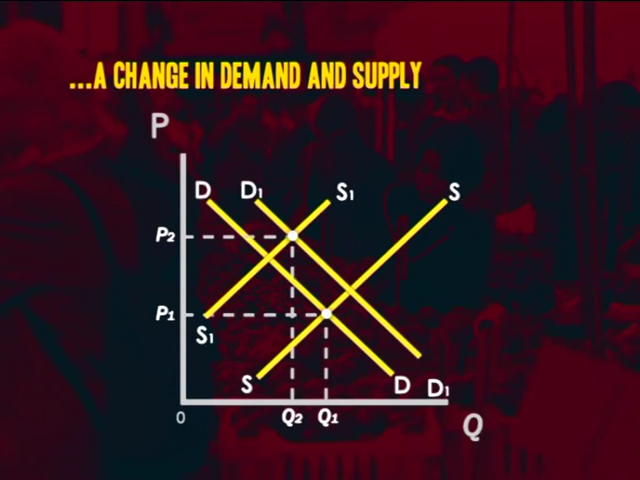 ...A CHANGE IN DEMAND AND SUPPLY
P
D D1 S1 S
P2
P1
S1
S D D1
0 Q2 Q1 Q